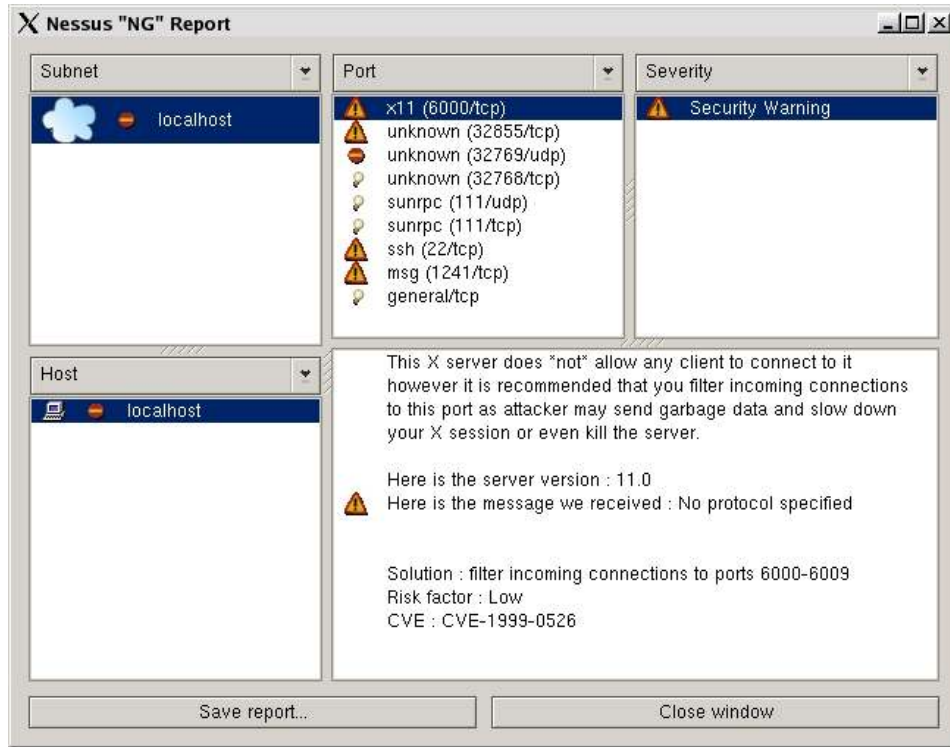 Nessus "NG" Report
Subnet
localhost
Port
x11 (6000/tcp)
unknown (32855/tcp)
unknown (32769/udp)
unknown (32768/tcp)
sunrpc (111/udp)
sunrpc (111/tcp)
ssh (22/tcp)
msg (1241/tcp)
general/tcp
Severity
Security Warning
Host
localhost
This X server does *not* allow any client to connect to it
however it is recommended that you filter incoming connections
to this port as attacker may send garbage data and slow down
your X session or even kill the server.
Here is the server version : 11.0
Here is the message we received : No protocol specified
Solution : filter incoming connections to ports 6000-6009
Risk factor : Low
CVE : CVE-1999-0526
Save report...
Close window